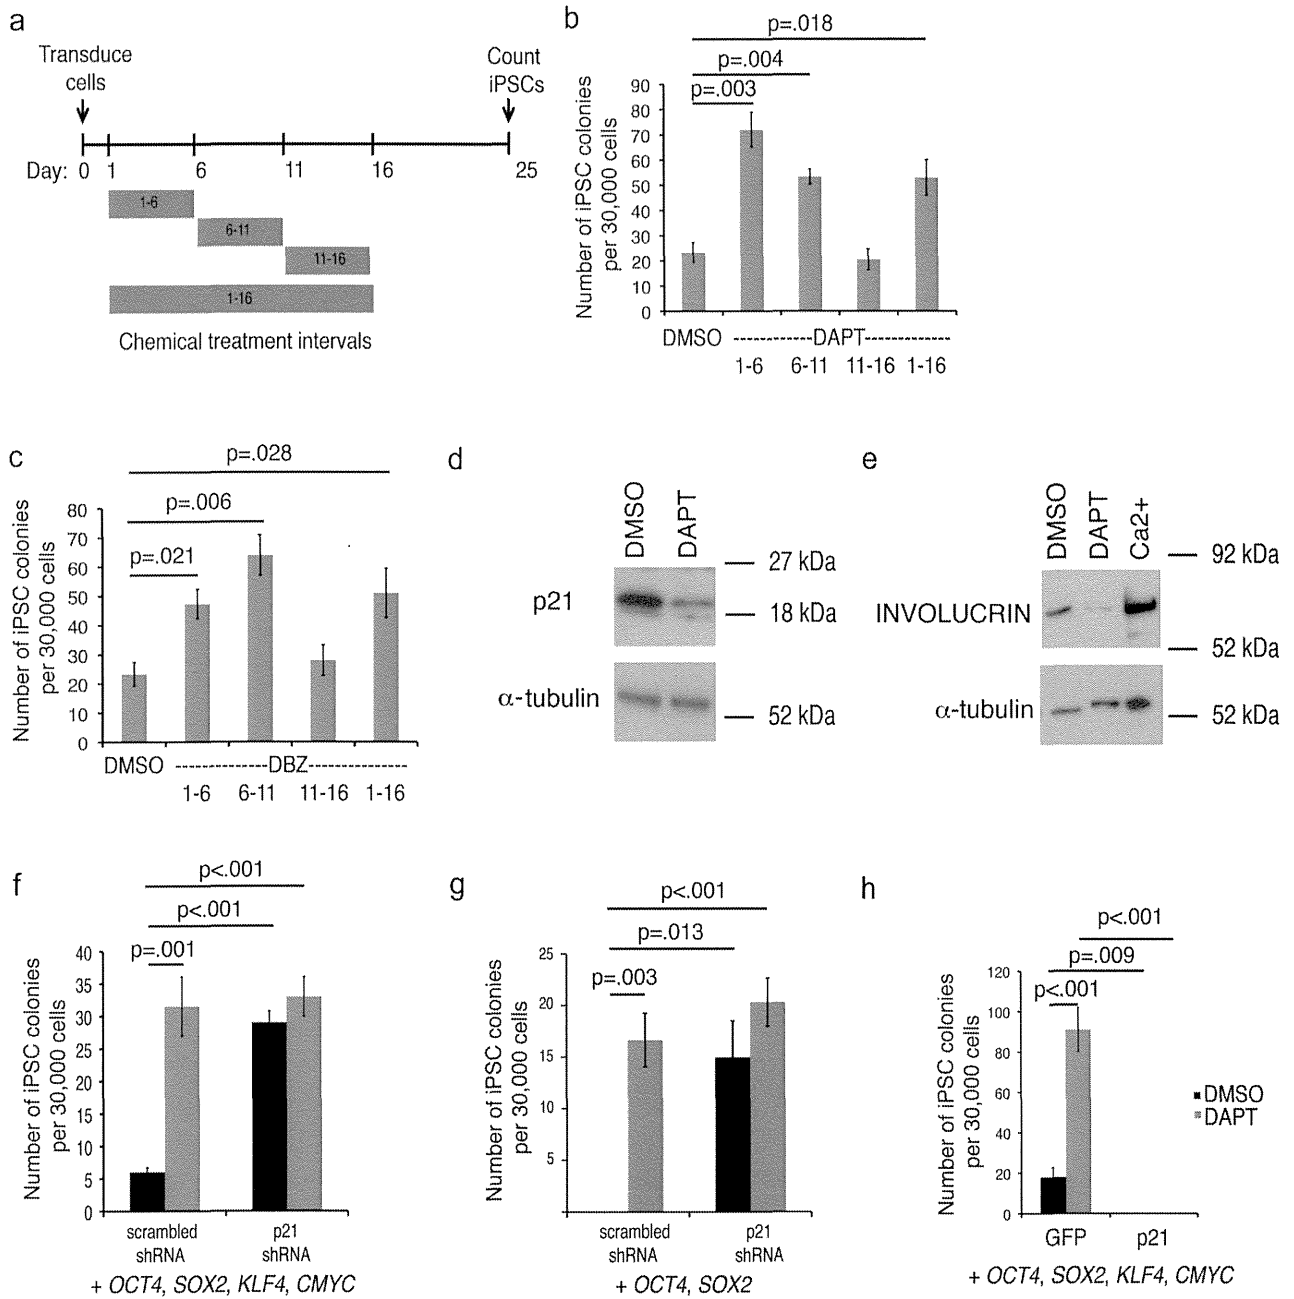 a
Transduce cells
Count iPSCs
Day: 0 1 6 11 16 25
1-6
6-11
11-16
1-16
Chemical treatment intervals
b
p=.018
p=.004
p=.003
Number of iPSC colonies
per 30,000 cells
90
80
70
60
50
40
30
20
10
0
DMSO ------------DAPT-------------
1-6 6-11 11-16 1-16
c
p=.028
p=.006
p=.021
Number of iPSC colonies
per 30,000 cells
80
70
60
50
40
30
20
10
0
DMSO --------------DBZ---------------
1-6 6-11 11-16 1-16
d
DMSO
DAPT
27 kDa
p21
18 kDa
α-tubulin
52 kDa
e
DMSO
DAPT
Ca2+
92 kDa
INVOLUCRIN
52 kDa
α-tubulin
52 kDa
f
p<.001
p<.001
p=.001
Number of iPSC colonies
per 30,000 cells
40
35
30
25
20
15
10
5
0
scrambled shRNA
p21 shRNA
+ OCT4, SOX2, KLF4, CMYC
g
p<.001
p=.013
p=.003
Number of iPSC colonies
per 30,000 cells
25
20
15
10
5
scrambled shRNA
p21 shRNA
+ OCT4, SOX2
h
p<.001
p=.009
p<.001
Number of iPSC colonies
per 30,000 cells
120
100
80
60
40
20
0
GFP p21
DMSO
DAPT
+ OCT4, SOX2, KLF4, CMYC